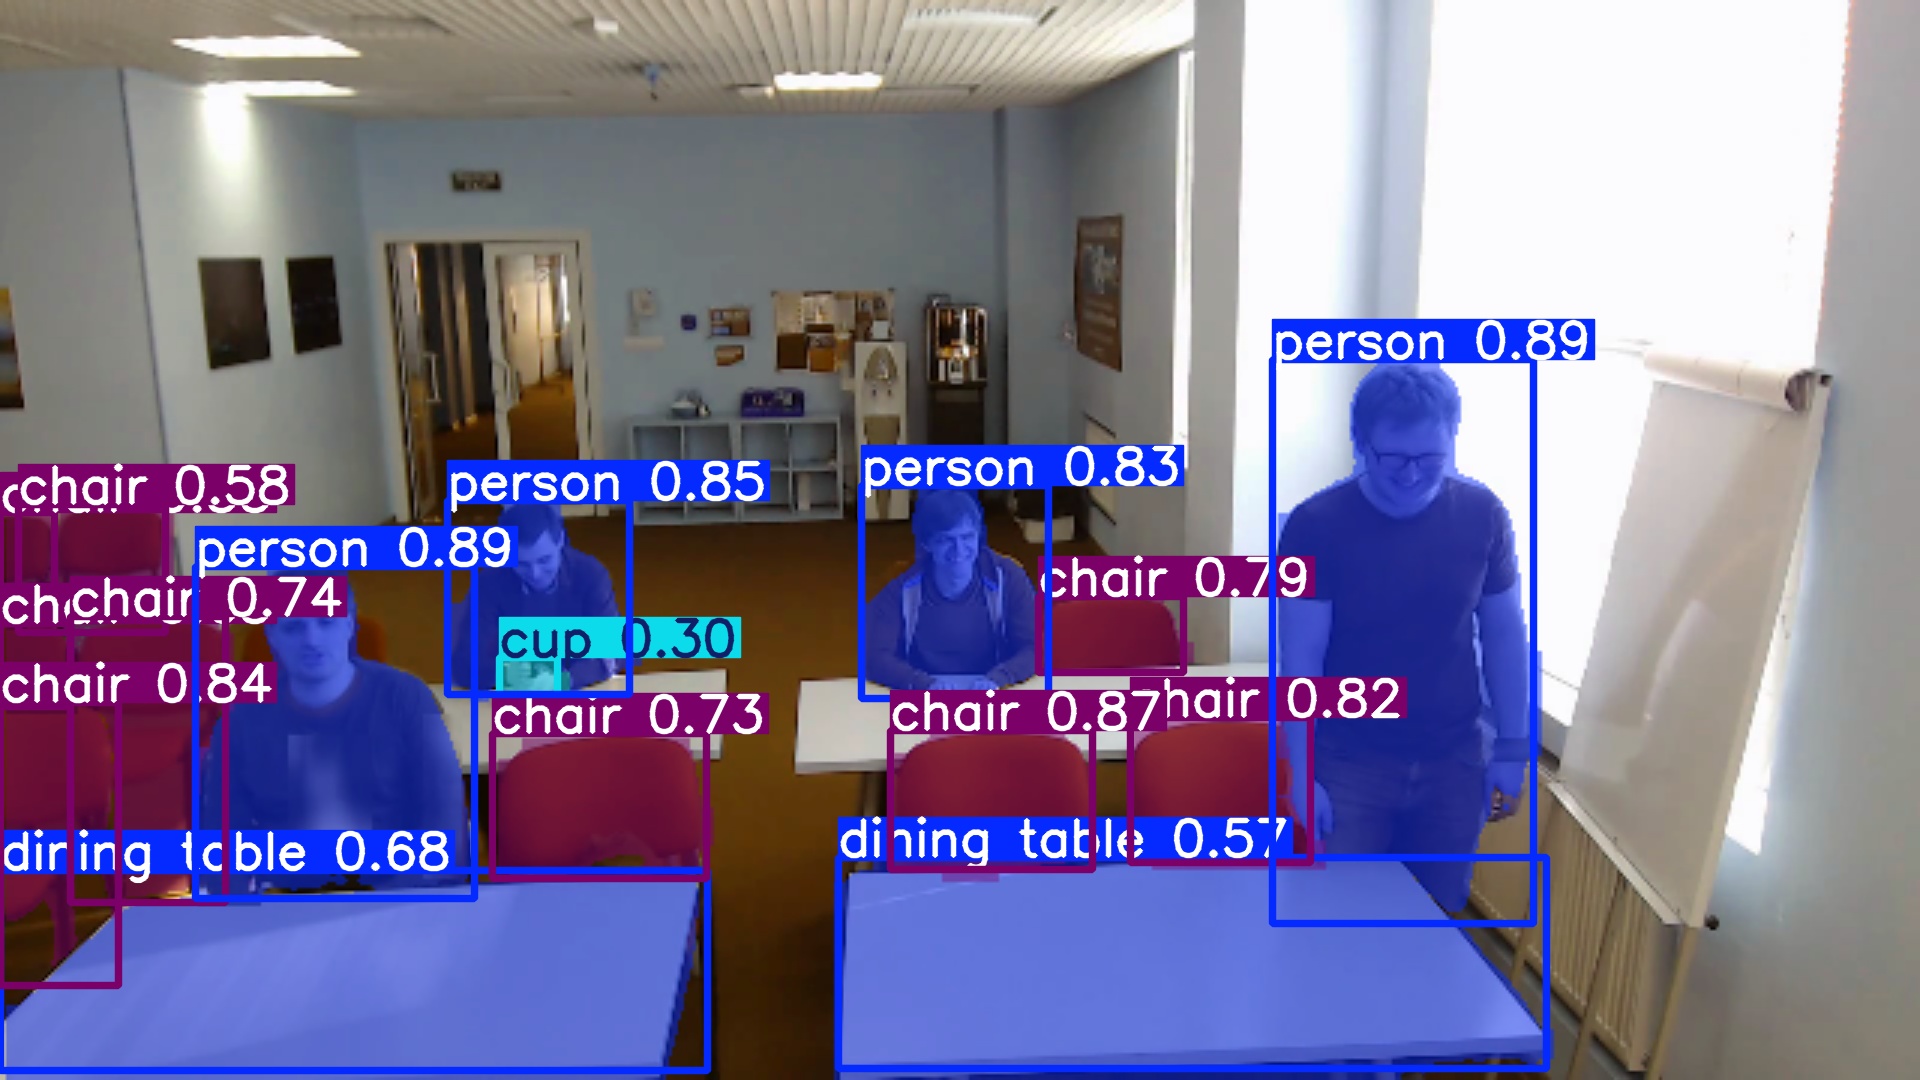 person 0.89
person 0.83
person 0.85
chair 0.58
person 0.89
chair 0.79
chair 0.74
cup 0.30
chair 0.84
hair 0.82
chair 0.87
chair 0.73
dining table 0.57
dining table 0.68